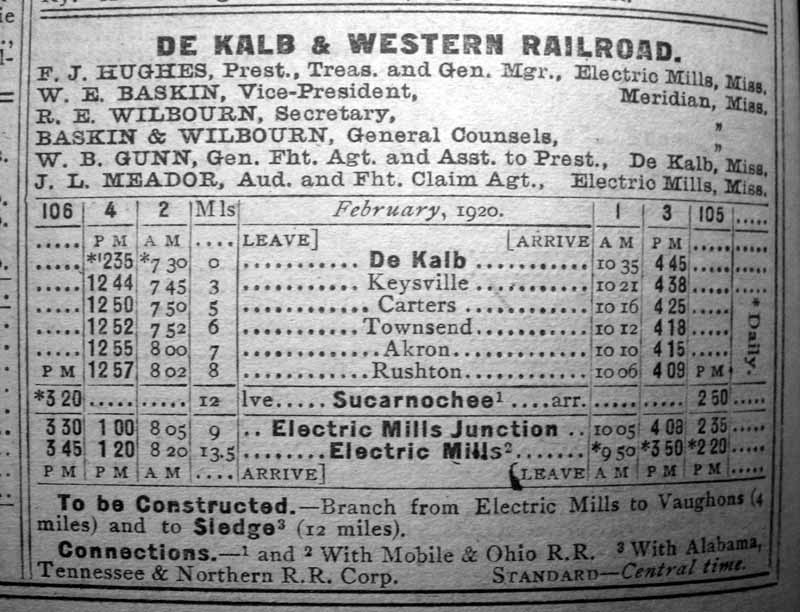 DE KALB & WESTERN RAILROAD.
F. J. HUGHES, Prest., Treas. and Gen. Mgr., Electric Mills, Miss.
W. E. BASKIN, Vice-President, Meridian, Miss.
R. E. WILBOURN, Secretary, "
BASKIN & WILBOURN, General Counsels, "
W. B. GUNN, Gen. Fht. Agt. and Asst. to Prest., De Kalb, Miss.
J. L. MEADOR, Aud. and Fht. Claim Agt., Electric Mills, Miss.
106 4 2 Mls February, 1920. 1 3 105 .....
..... P M A M .... LEAVE] [ARRIVE A M P M ..... .....
..... *1235 *7 30 0 ........... De Kalb ........... 10 35 4 45 ..... .....
..... 12 44 7 45 3 ........... Keysville ........... 10 21 4 38 ..... .....
..... 12 50 7 50 5 ............ Carters ............ 10 16 4 25 ..... * Daily.
..... 12 52 7 52 6 ........... Townsend........... 10 12 4 18 .....
..... 12 55 8 00 7 .............Akron............. 10 10 4 15 .....
P M 12 57 8 02 8 ............Rushton............ 10 06 4 09 P M
*3 20 ..... ..... 12 lve..... Sucarnochee¹ ....arr. ..... ..... 2 50 .....
3 30 1 00 8 05 9 .. Electric Mills Junction .. 10 05 4 08 2 35 .....
3 45 1 20 8 20 13.5 ........Electric Mills²........ *9 50 *3 50 *2 20 .....
P M P M A M .... ARRIVE] [LEAVE A M P M P M .....
To be Constructed.—Branch from Electric Mills to Vaughons (4
miles) and to Sledge³ (12 miles).
Connections.—¹ and ² With Mobile & Ohio R.R. ³ With Alabama,
Tennessee & Northern R.R. Corp. STANDARD—Central time.